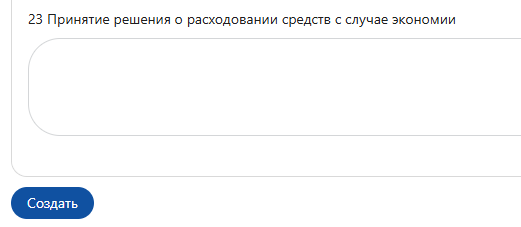 23 Принятие решения о расходовании средств с случае экономии
Создать